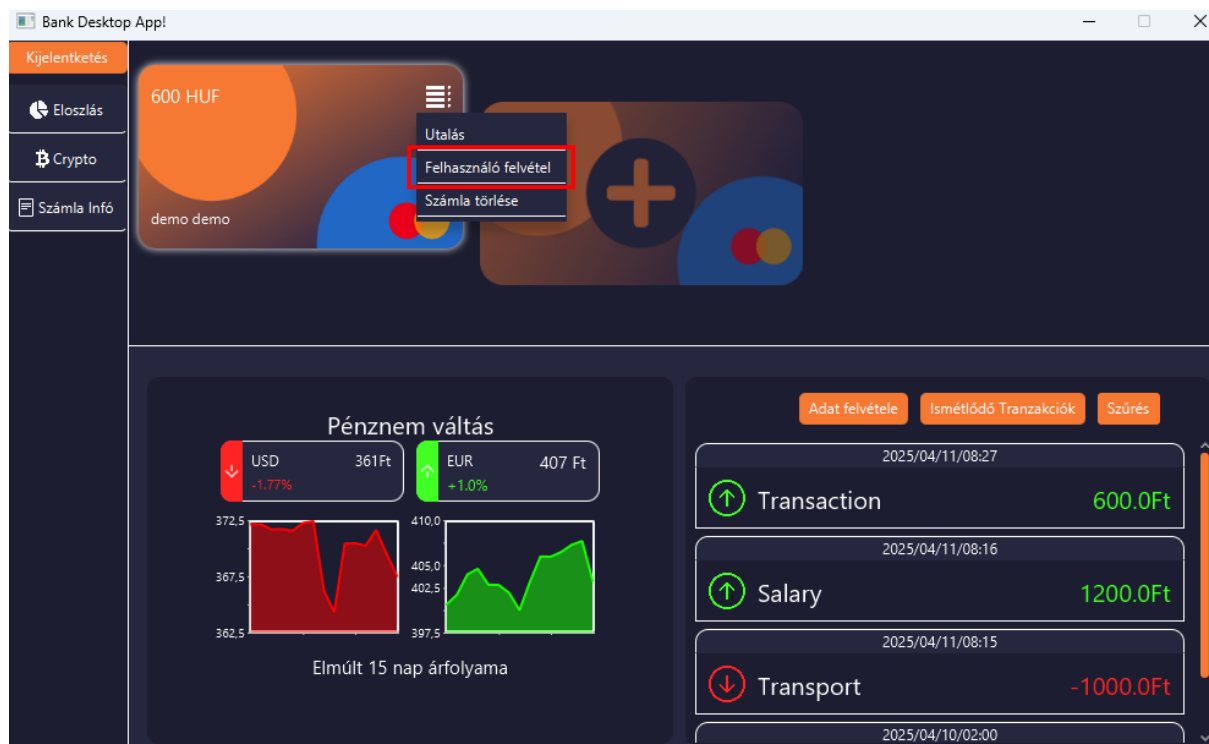 Bank Desktop App!
Kijelentketés
Eloszlás
Crypto
Számla Infó
600 HUF
demo demo
Utalás
Felhasználó felvétel
Számla törlése
Pénznem váltás
USD 361Ft
-1.77%
EUR 407 Ft
+1.0%
372,5
367,5
362,5
410,0
405,0
402,5
397,5
Elmúlt 15 nap árfolyama
Adat felvétele
Ismétlődő Tranzakciók
Szűrés
2025/04/11/08:27
Transaction 600.0Ft
2025/04/11/08:16
Salary 1200.0Ft
2025/04/11/08:15
Transport -1000.0Ft
2025/04/10/02:00